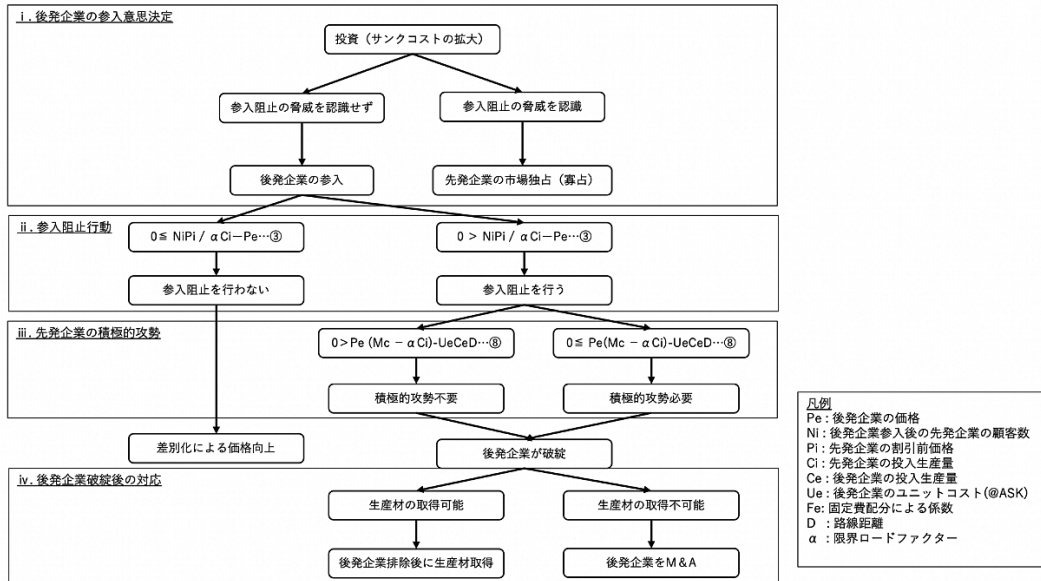 ⅰ. 後発企業の参入意思決定
投資（サンクコストの拡大）
参入阻止の脅威を認識せず
参入阻止の脅威を認識
後発企業の参入
先発企業の市場独占（寡占）
ⅱ. 参入阻止行動
0≦ NiPi / αCi−Pe…③
0 > NiPi / αCi−Pe…③
参入阻止を行わない
参入阻止を行う
ⅲ. 先発企業の積極的攻勢
0>Pe (Mc − αCi)-UeCeD…⑧
0≦ Pe(Mc − αCi)-UeCeD…⑧
積極的攻勢不要
積極的攻勢必要
差別化による価格向上
後発企業が破綻
ⅳ. 後発企業破綻後の対応
生産材の取得可能
生産材の取得不可能
後発企業排除後に生産材取得
後発企業をM&A
凡例
Pe : 後発企業の価格
Ni : 後発企業参入後の先発企業の顧客数
Pi : 先発企業の割引前価格
Ci : 先発企業の投入生産量
Ce : 後発企業の投入生産量
Ue : 後発企業のユニットコスト(@ASK)
Fe: 固定費配分による係数
D : 路線距離
α : 限界ロードファクター